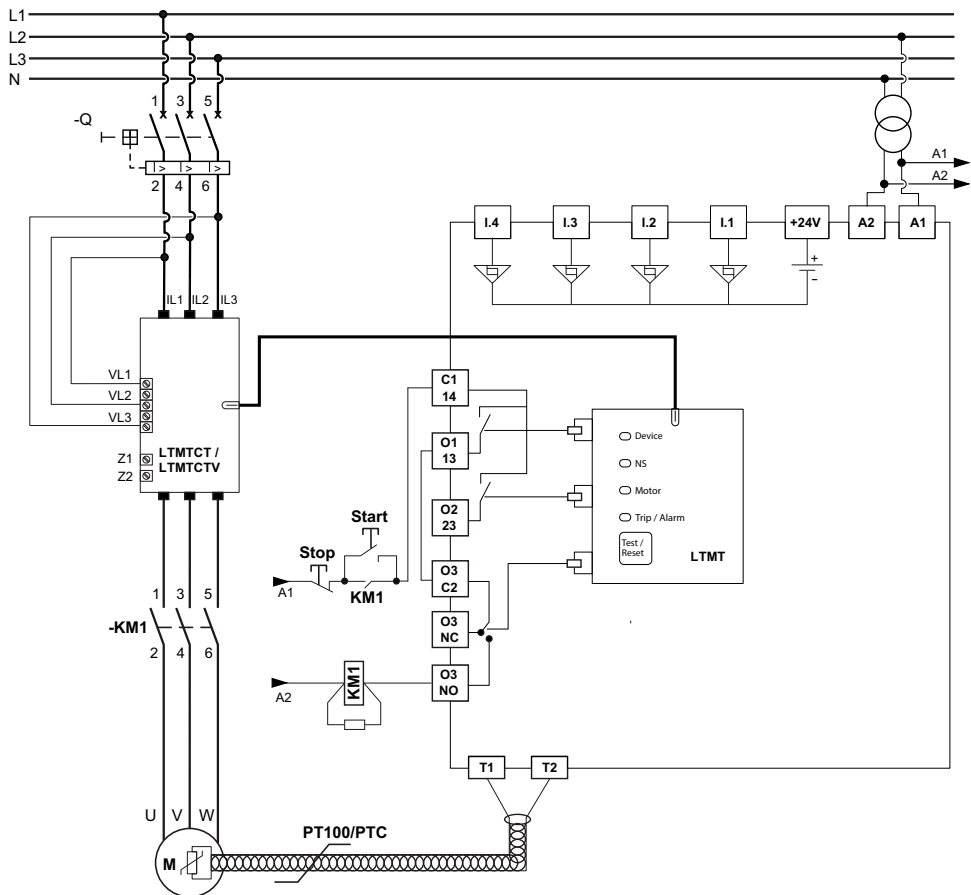 L1
L2
L3
N
1 3 5
-Q
|> |> |>
2 4 6
A1
A2
I.4 I.3 I.2 I.1 +24V A2 A1
+
−
IL1 IL2 IL3
VL1
VL2
VL3
Z1
Z2
LTMTCT /
LTMTCTV
C1
14
O1
13
O2
23
O3
C2
O3
NC
O3
NO
Device
NS
Motor
Trip / Alarm
Test /
Reset
LTMT
Start
Stop
A1
KM1
1 3 5
-KM1
2 4 6
A2
KM1
T1 T2
U V W
M
PT100/PTC